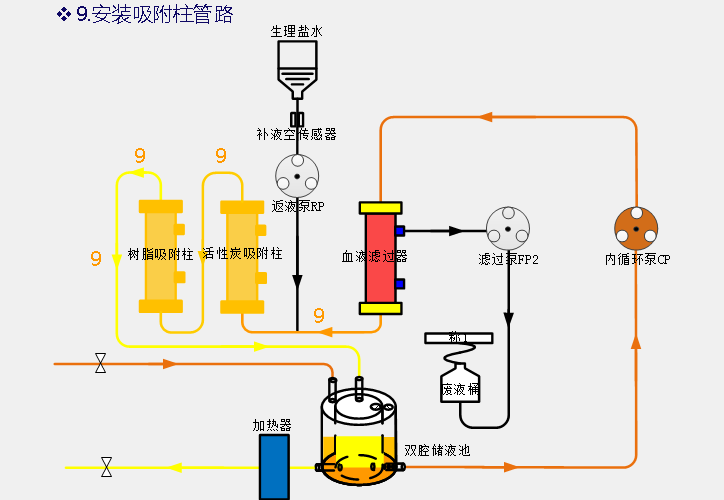 ❖ 9.安装吸附柱管路
生理盐水
补液空传感器
9
9
返液泵RP
树脂吸附柱
活性炭吸附柱
血液滤过器
滤过泵FP2
内循环泵CP
9
9
称1
废液桶
加热器
双腔储液池